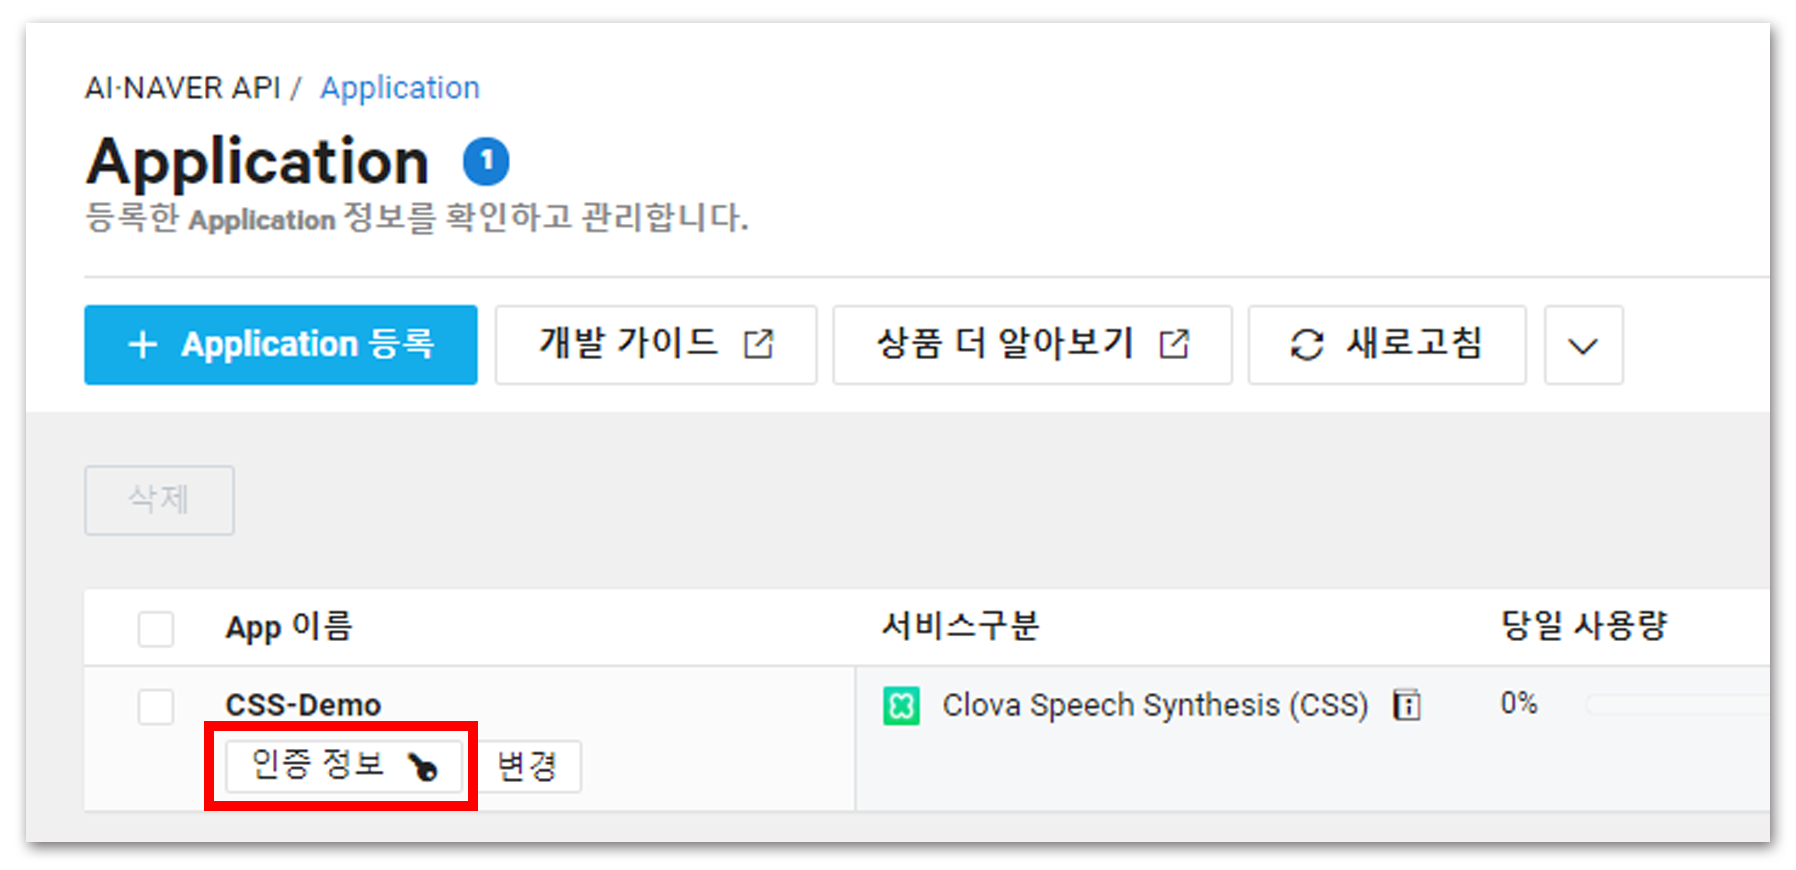 AI·NAVER API / Application
Application 1
등록한 Application 정보를 확인하고 관리합니다.
+ Application 등록 개발 가이드 상품 더 알아보기 새로고침
삭제
App 이름 서비스구분 당일 사용량
CSS-Demo Clova Speech Synthesis (CSS) 0%
인증 정보 변경